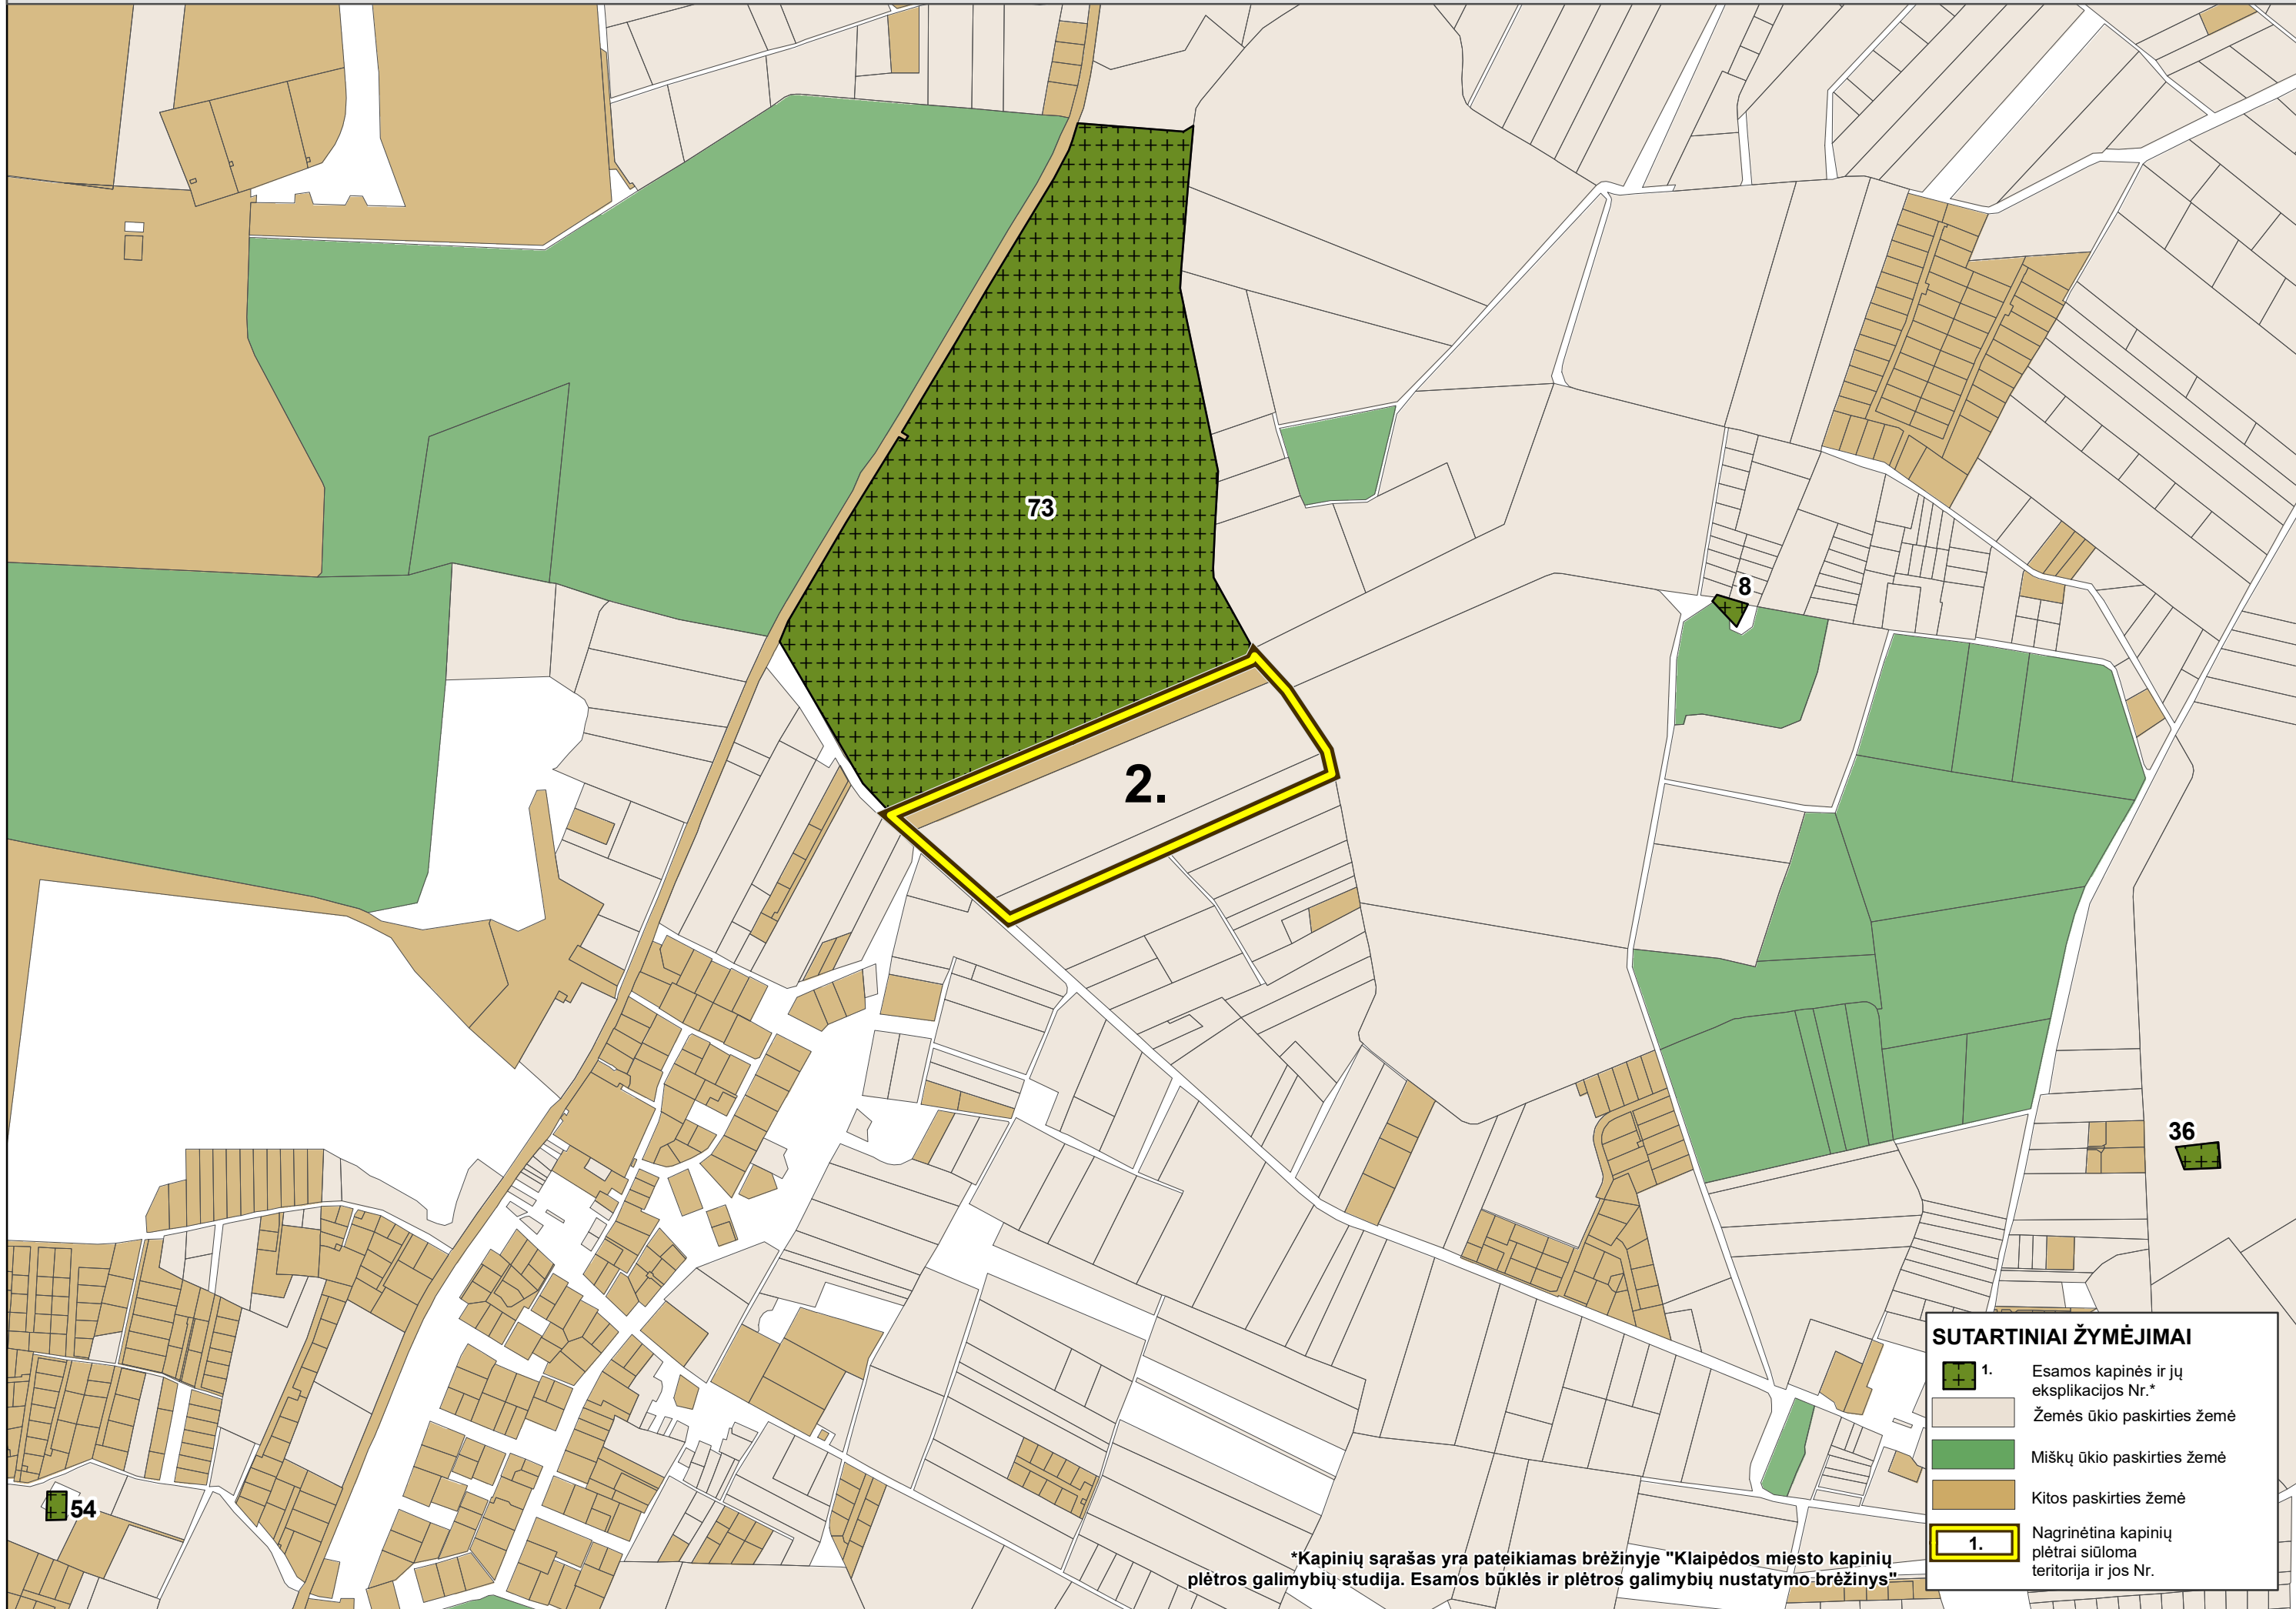 73
8
2.
36
54
SUTARTINIAI ŽYMĖJIMAI
1.
Esamos kapinės ir jų
eksplikacijos Nr.*
Žemės ūkio paskirties žemė
Miškų ūkio paskirties žemė
Kitos paskirties žemė
1.
Nagrinėtina kapinių
plėtrai siūloma
teritorija ir jos Nr.
*Kapinių sąrašas yra pateikiamas brėžinyje "Klaipėdos miesto kapinių
plėtros galimybių studija. Esamos būklės ir plėtros galimybių nustatymo brėžinys"